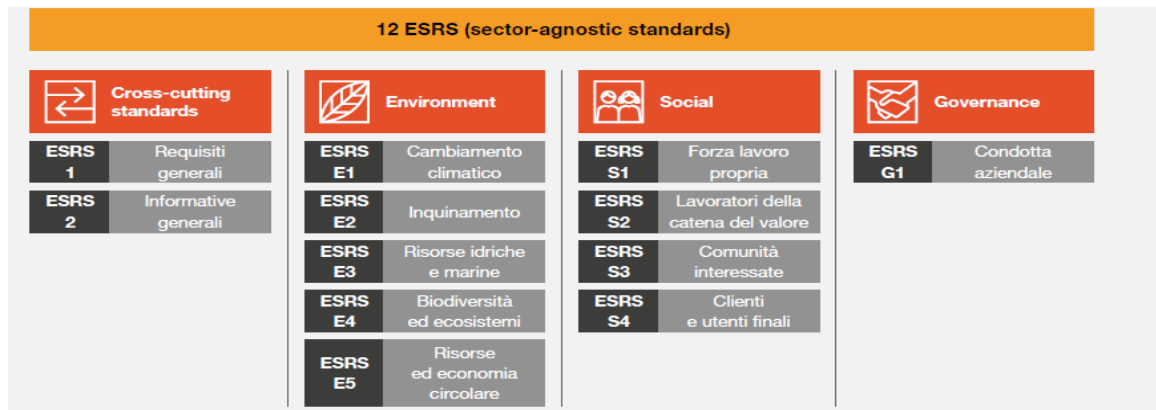 12 ESRS (sector-agnostic standards)
Cross-cutting
standards
ESRS
1
Requisiti
generali
ESRS
2
Informative
generali
Environment
ESRS
E1
Cambiamento
climatico
ESRS
E2
Inquinamento
ESRS
E3
Risorse idriche
e marine
ESRS
E4
Biodiversità
ed ecosistemi
ESRS
E5
Risorse
ed economia
circolare
Social
ESRS
S1
Forza lavoro
propria
ESRS
S2
Lavoratori della
catena del valore
ESRS
S3
Comunità
interessate
ESRS
S4
Clienti
e utenti finali
Governance
ESRS
G1
Condotta
aziendale